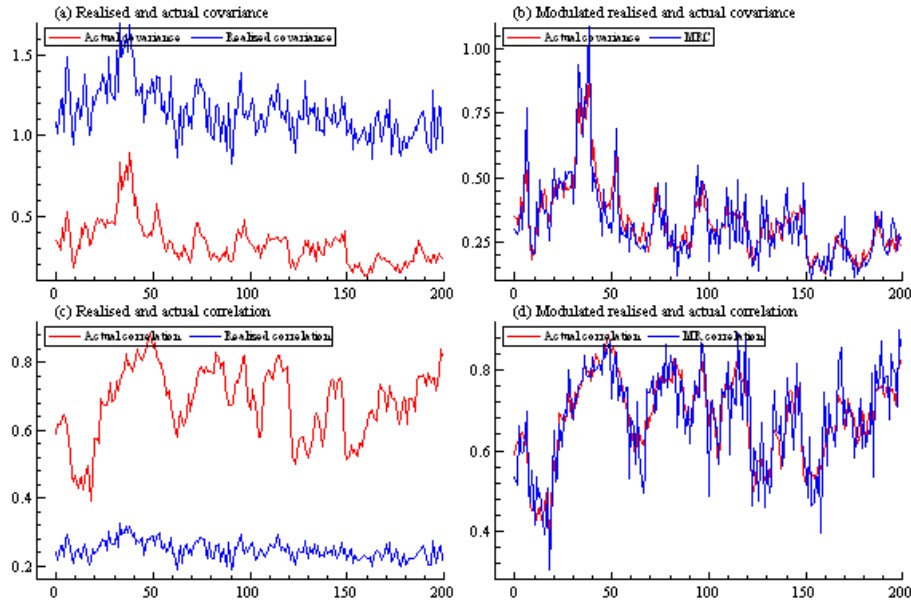 (a) Realised and actual covariance
Actual covariance Realized covariance
1.5
1.0
0.5
0 50 100 150 200
(b) Modulated realised and actual covariance
Actual covariance MRC
1.00
0.75
0.50
0.25
0 50 100 150 200
(c) Realised and actual correlation
Actual correlation Realized correlation
0.8
0.6
0.4
0.2
0 50 100 150 200
(d) Modulated realised and actual correlation
Actual correlation MR correlation
0.8
0.6
0.4
0 50 100 150 200